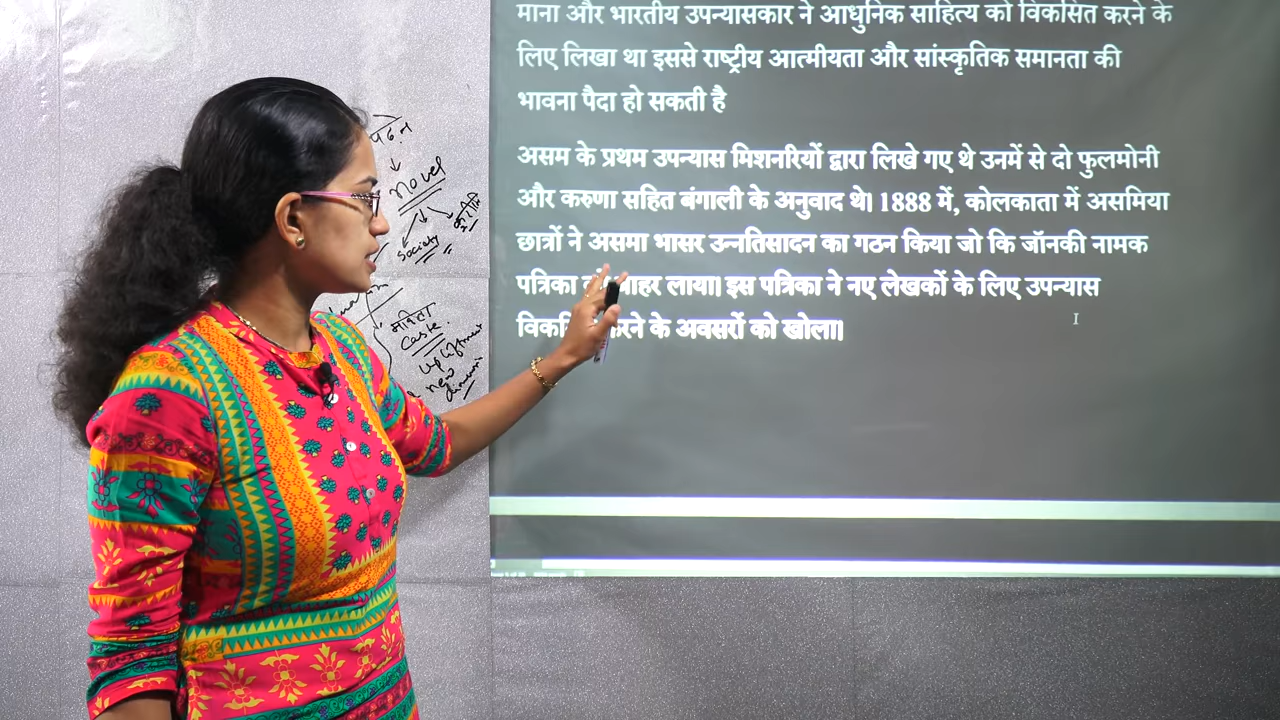 माना और भारतीय उपन्यासकार ने आधुनिक साहित्य को विकसित करने के
लिए लिखा था इससे राष्ट्रीय आत्मीयता और सांस्कृतिक समानता की
भावना पैदा हो सकती है
असम के प्रथम उपन्यास मिशनरियों द्वारा लिखे गए थे उनमें से दो फुलमोनी
और करुणा सहित बंगाली के अनुवाद थे। 1888 में, कोलकाता में असमिया
छात्रों ने असमा भासर उन्नतिसादन का गठन किया जो कि जॉनकी नामक
पत्रिका बाहर लाया। इस पत्रिका ने नए लेखकों के लिए उपन्यास
करने के अवसरों को खोला।
novel
society
caste
upliftment
new